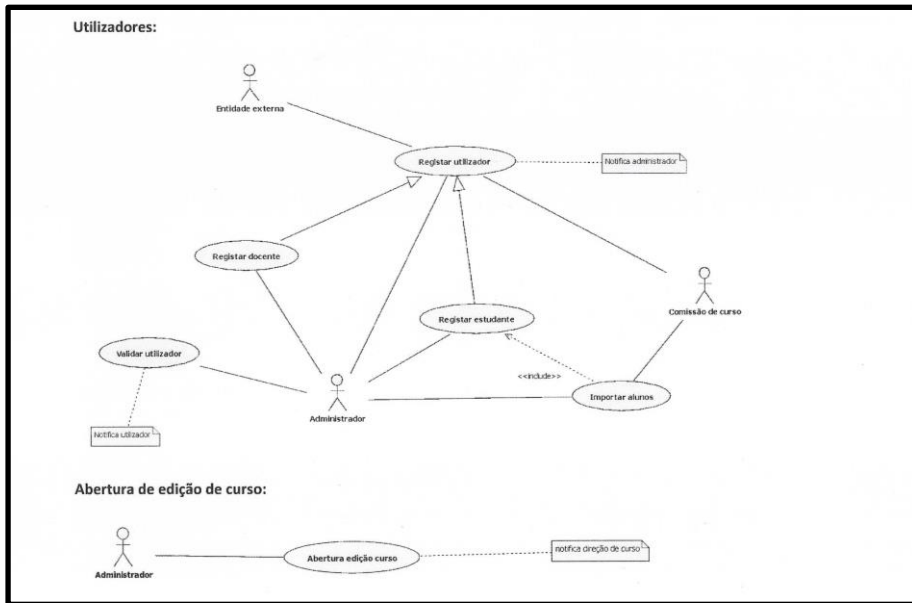 Utilizadores:
Entidade externa
Registar utilizador
Notifica administrador
Registar docente
Comissão de curso
Registar estudante
Validar utilizador
<<include>>
Importar alunos
Administrador
Notifica utilizador
Abertura de edição de curso:
notifica direção de curso
Abertura edição curso
Administrador